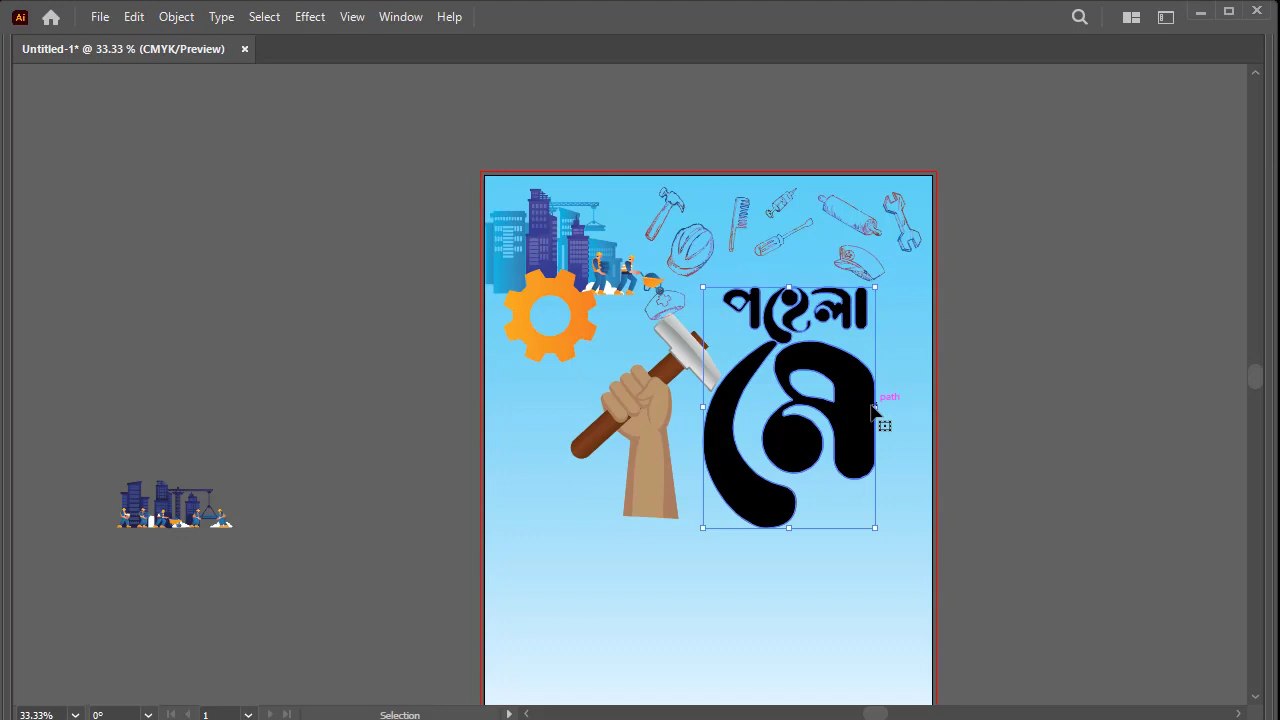 Ai File Edit Object Type Select Effect View Window Help
Untitled-1* @ 33.33 % (CMYK/Preview) ×
পহেলা
মে
path
33.33% 0° 1 Selection